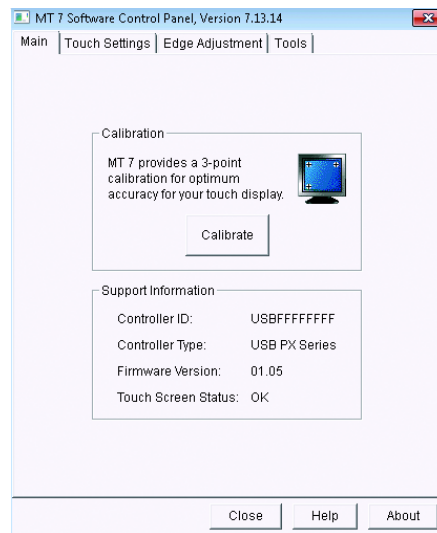 MT 7 Software Control Panel, Version 7.13.14
Main Touch Settings Edge Adjustment Tools
Calibration
MT 7 provides a 3-point
calibration for optimum
accuracy for your touch display.
Calibrate
Support Information
Controller ID: USBFFFFFFFF
Controller Type: USB PX Series
Firmware Version: 01.05
Touch Screen Status: OK
Close Help About